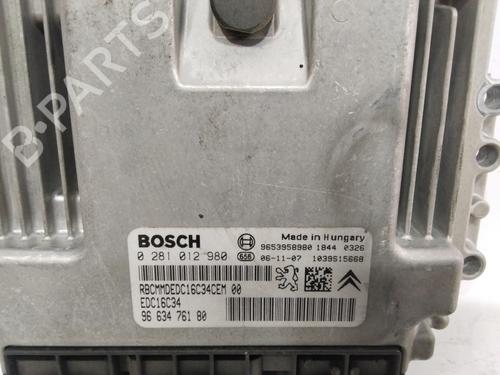 B-PARTS
BOSCH
Made in Hungary
9653958980 1844 0326
0 281 012 980 656 06-11-07 1039S15668
RBCMMDEDC16C34CEM 00
EDC16C34
96 634 761 80